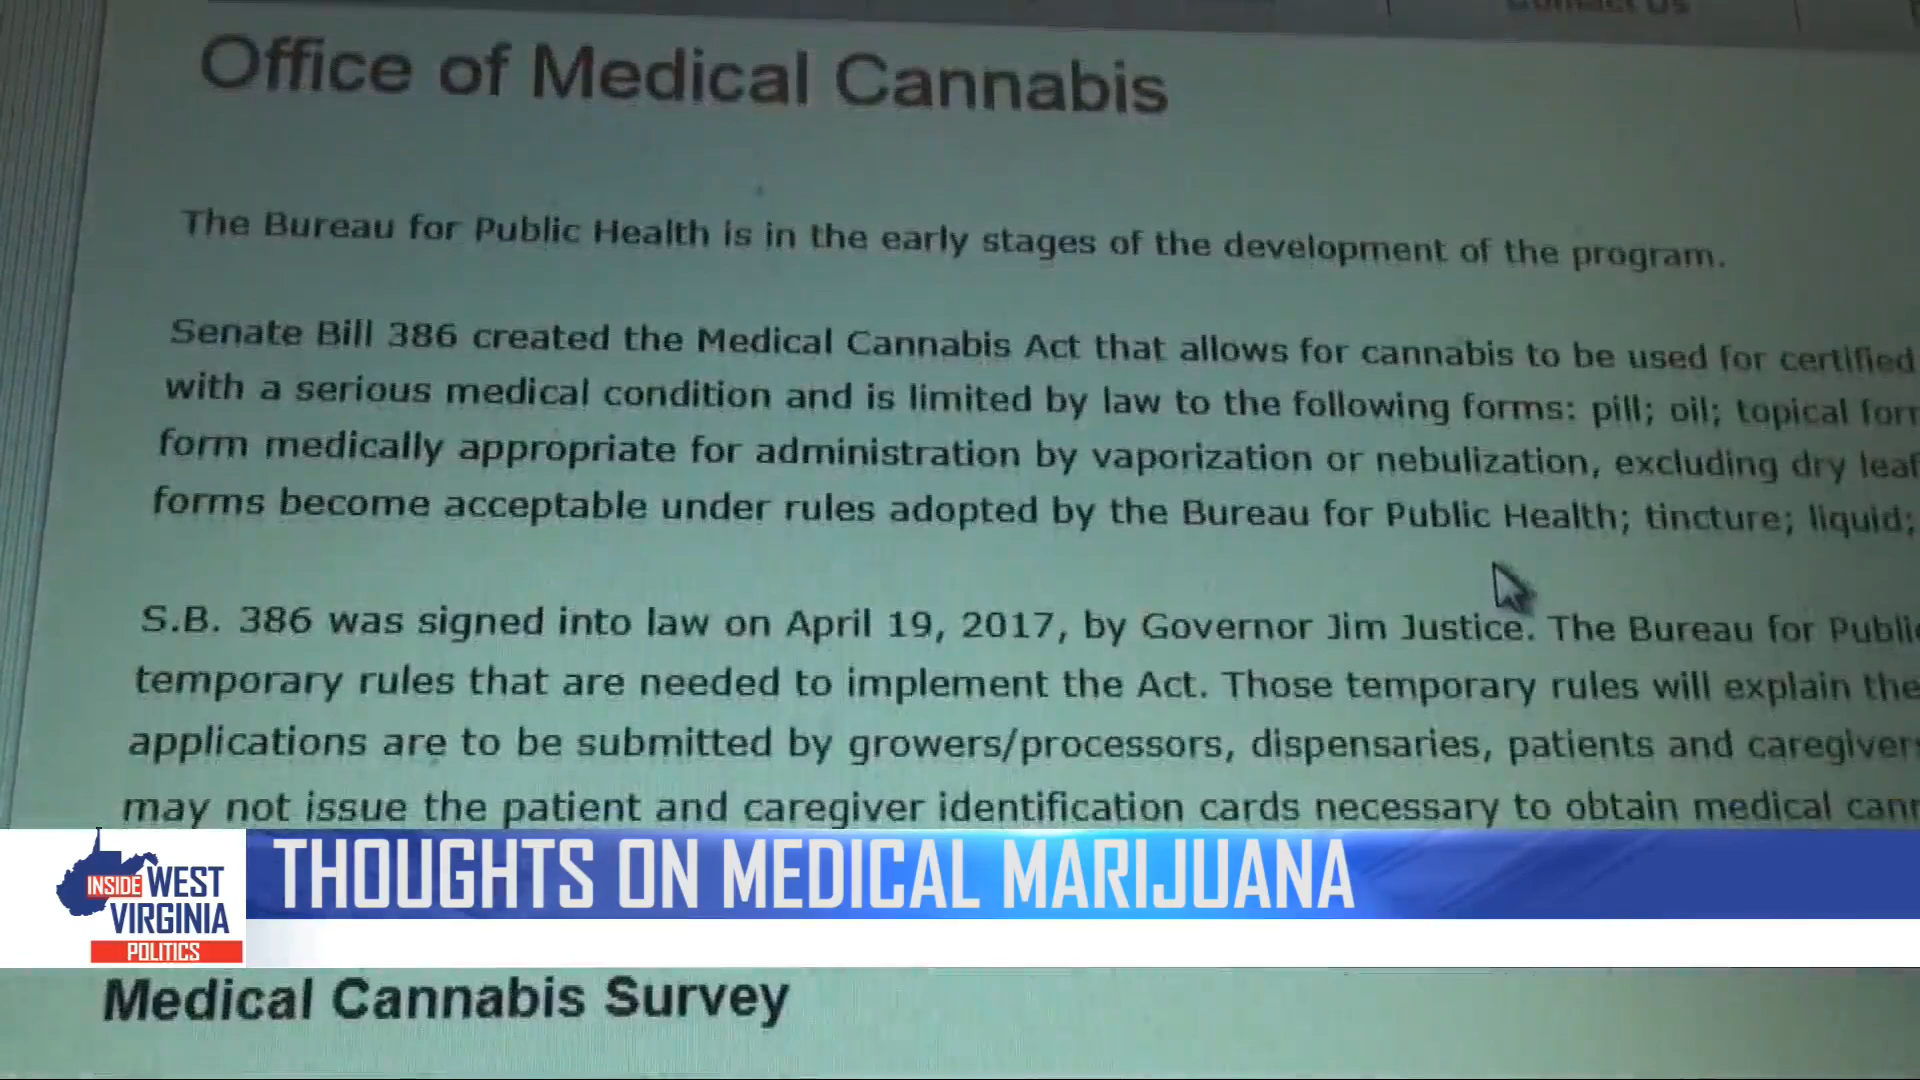 Contact Us
Office of Medical Cannabis
The Bureau for Public Health is in the early stages of the development of the program.
Senate Bill 386 created the Medical Cannabis Act that allows for cannabis to be used for certified
with a serious medical condition and is limited by law to the following forms: pill; oil; topical
form medically appropriate for administration by vaporization or nebulization, excluding dry leaf
forms become acceptable under rules adopted by the Bureau for Public Health; tincture; liquid;
S.B. 386 was signed into law on April 19, 2017, by Governor Jim Justice. The Bureau for
temporary rules that are needed to implement the Act. Those temporary rules will explain the
applications are to be submitted by growers/processors, dispensaries, patients and
may not issue the patient and caregiver identification cards necessary to obtain medical
INSIDE WEST
VIRGINIA
POLITICS
THOUGHTS ON MEDICAL MARIJUANA
Medical Cannabis Survey